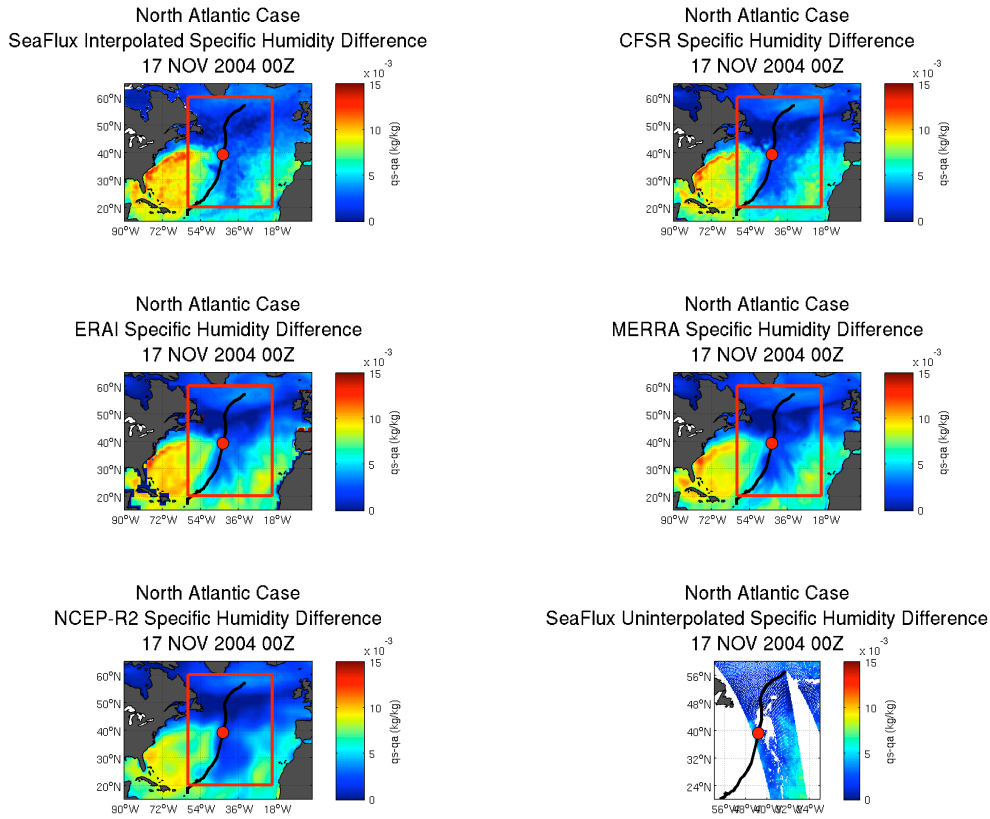 North Atlantic Case
SeaFlux Interpolated Specific Humidity Difference
17 NOV 2004 00Z
x 10⁻³
15
10
5
0
qs-qa (kg/kg)
60°N
50°N
40°N
30°N
20°N
90°W 72°W 54°W 36°W 18°W
North Atlantic Case
CFSR Specific Humidity Difference
17 NOV 2004 00Z
x 10⁻³
15
10
5
0
qs-qa (kg/kg)
60°N
50°N
40°N
30°N
20°N
90°W 72°W 54°W 36°W 18°W
North Atlantic Case
ERAI Specific Humidity Difference
17 NOV 2004 00Z
x 10⁻³
15
10
5
0
qs-qa (kg/kg)
60°N
50°N
40°N
30°N
20°N
90°W 72°W 54°W 36°W 18°W
North Atlantic Case
MERRA Specific Humidity Difference
17 NOV 2004 00Z
x 10⁻³
15
10
5
0
qs-qa (kg/kg)
60°N
50°N
40°N
30°N
20°N
90°W 72°W 54°W 36°W 18°W
North Atlantic Case
NCEP-R2 Specific Humidity Difference
17 NOV 2004 00Z
x 10⁻³
15
10
5
0
qs-qa (kg/kg)
60°N
50°N
40°N
30°N
20°N
90°W 72°W 54°W 36°W 18°W
North Atlantic Case
SeaFlux Uninterpolated Specific Humidity Difference
17 NOV 2004 00Z
x 10⁻³
15
10
5
0
qs-qa (kg/kg)
56°N
48°N
40°N
32°N
24°N
56°W 48°W 40°W 32°W 24°W